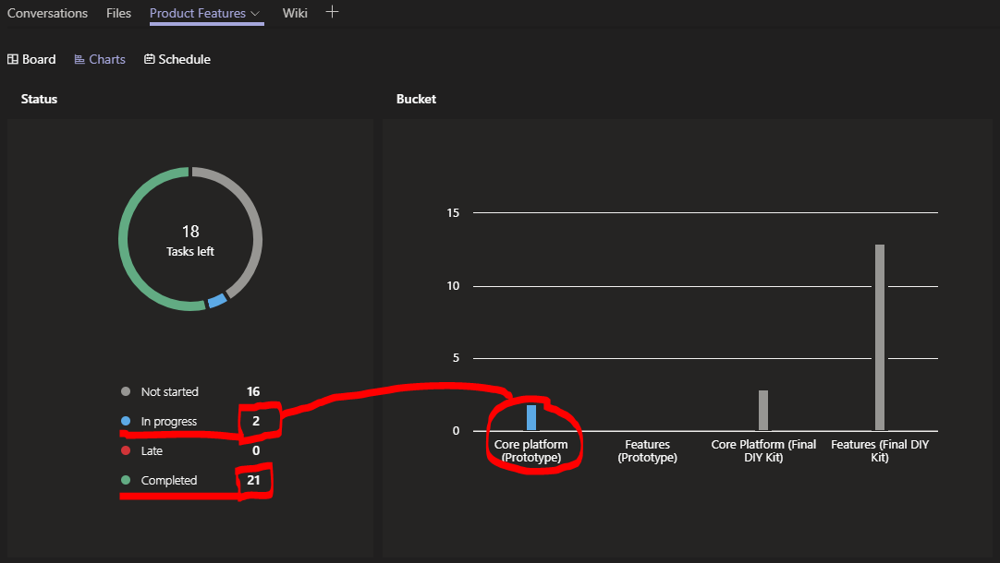 Conversations Files Product Features Wiki
Board Charts Schedule
Status
18
Tasks left
Not started 16
In progress 2
Late 0
Completed 21
Bucket
15
10
5
0
Core platform
(Prototype)
Features
(Prototype)
Core Platform (Final
DIY Kit)
Features (Final DIY
Kit)